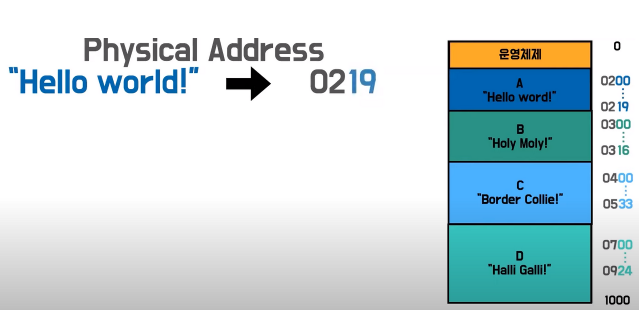 Physical Address
"Hello world!" → 0219
운영체제
0
A
"Hello word!"
0200
0219
B
"Holy Moly!"
0300
0316
C
"Border Collie!"
0400
0533
D
"Halli Galli!"
0700
0924
1000